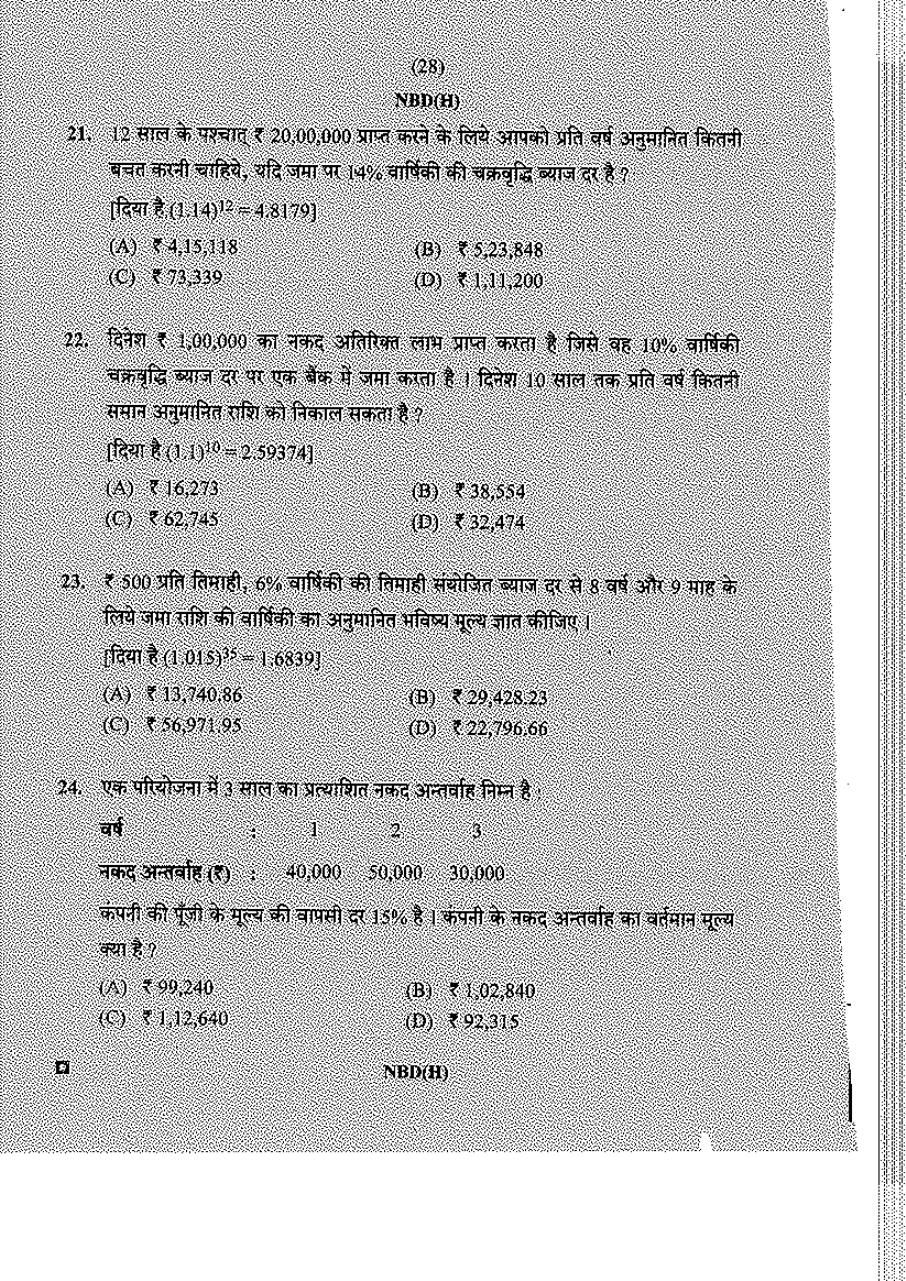 (28)
NBD(H)
21. 12 साल के पश्चात् ₹ 20,00,000 प्राप्त करने के लिये आपको प्रति वर्ष अनुमानित कितनी
बचत करनी चाहिये, यदि जमा पर 14% वार्षिकी की चक्रवृद्धि ब्याज दर है ?
[दिया है (1.14)¹² = 4.8179]
(A) ₹ 4,15,118 (B) ₹ 5,23,848
(C) ₹ 73,339 (D) ₹ 1,11,200
22. दिनेश ₹ 1,00,000 का नकद अतिरिक्त लाभ प्राप्त करता है जिसे वह 10% वार्षिकी
चक्रवृद्धि ब्याज दर पर एक बैंक में जमा करता है । दिनेश 10 साल तक प्रति वर्ष कितनी
समान अनुमानित राशि को निकाल सकता है ?
[दिया है (1.1)¹⁰ = 2.59374]
(A) ₹ 16,273 (B) ₹ 38,554
(C) ₹ 62,745 (D) ₹ 32,474
23. ₹ 500 प्रति तिमाही, 6% वार्षिकी की तिमाही संयोजित ब्याज दर से 8 वर्ष और 9 माह के
लिये जमा राशि की वार्षिकी का अनुमानित भविष्य मूल्य ज्ञात कीजिए ।
[दिया है (1.015)³⁵ = 1.6839]
(A) ₹ 13,740.86 (B) ₹ 29,428.23
(C) ₹ 56,971.95 (D) ₹ 22,796.66
24. एक परियोजना में 3 साल का प्रत्याशित नकद अन्तर्वाह निम्न है :
वर्ष : 1 2 3
नकद अन्तर्वाह (₹) : 40,000 50,000 30,000
कंपनी की पूँजी के मूल्य की वापसी दर 15% है । कंपनी के नकद अन्तर्वाह का वर्तमान मूल्य
क्या है ?
(A) ₹ 99,240 (B) ₹ 1,02,840
(C) ₹ 1,12,640 (D) ₹ 92,315
NBD(H)